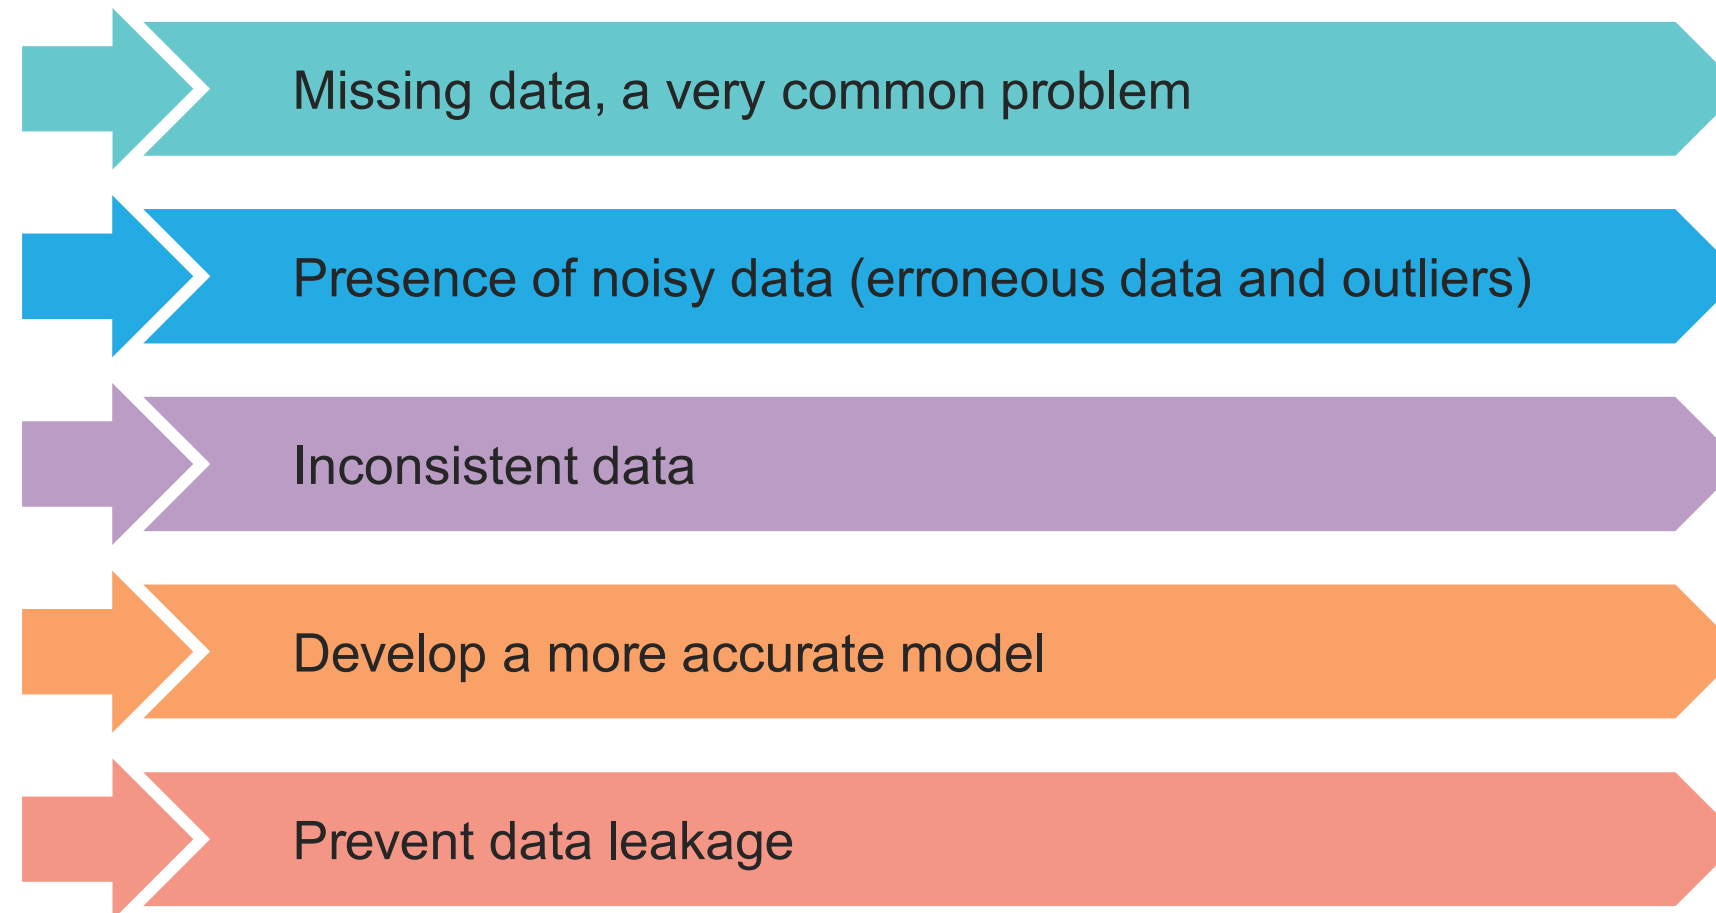 Missing data, a very common problem
Presence of noisy data (erroneous data and outliers)
Inconsistent data
Develop a more accurate model
Prevent data leakage